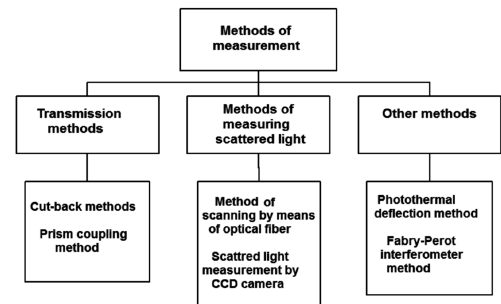 Methods of
measurement
Transmission
methods
Methods of
measuring
scattered light
Other methods
Cut-back methods
Prism coupling
method
Method of
scanning by means
of optical fiber
Scattred light
measurement by
CCD camera
Photothermal
deflection method
Fabry-Perot
interferometer
method